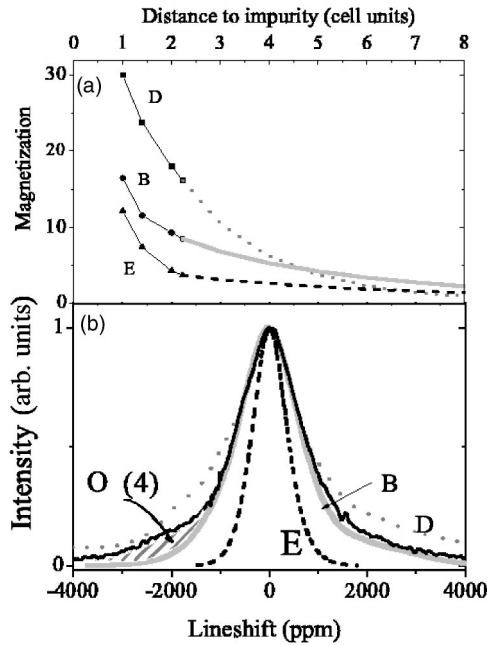 Distance to impurity (cell units)
0 1 2 3 4 5 6 7 8
30
(a)
D
20
Magnetization
B
10
E
0
(b)
1
Intensity (arb. units)
O (4)
B
D
E
0
-4000 -2000 0 2000 4000
Lineshift (ppm)